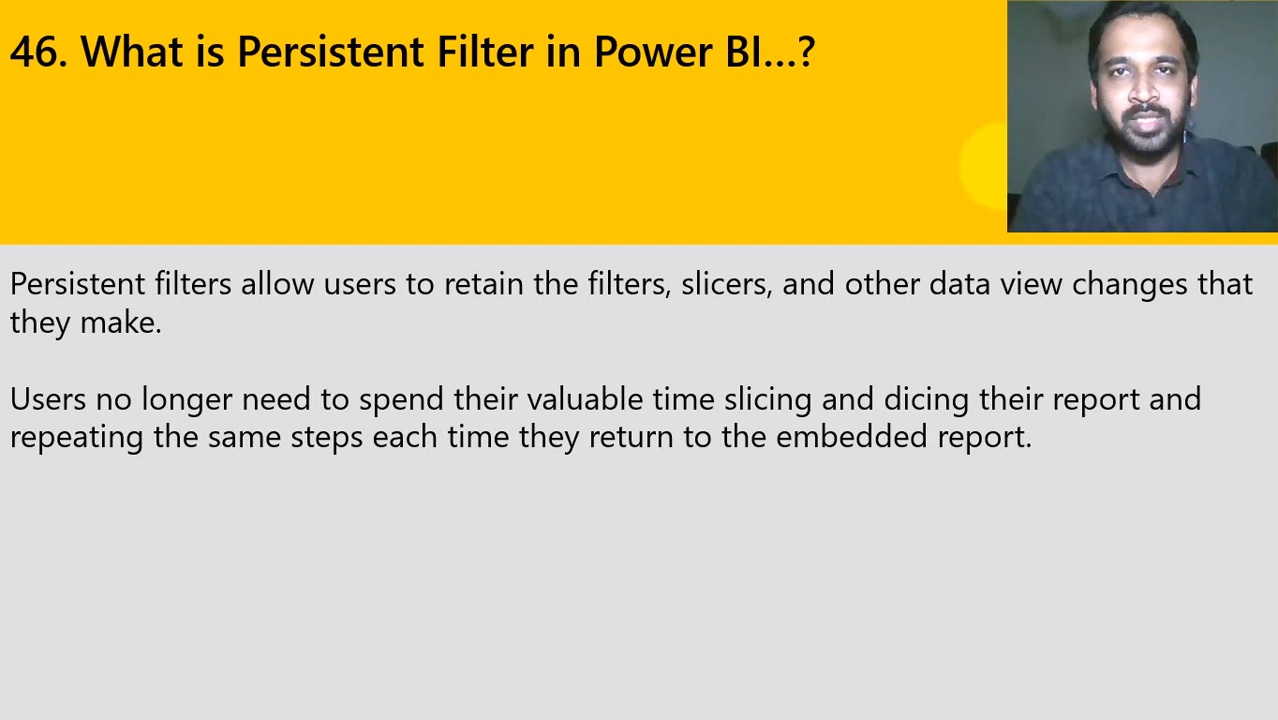 46. What is Persistent Filter in Power BI...?
Persistent filters allow users to retain the filters, slicers, and other data view changes that
they make.
Users no longer need to spend their valuable time slicing and dicing their report and
repeating the same steps each time they return to the embedded report.